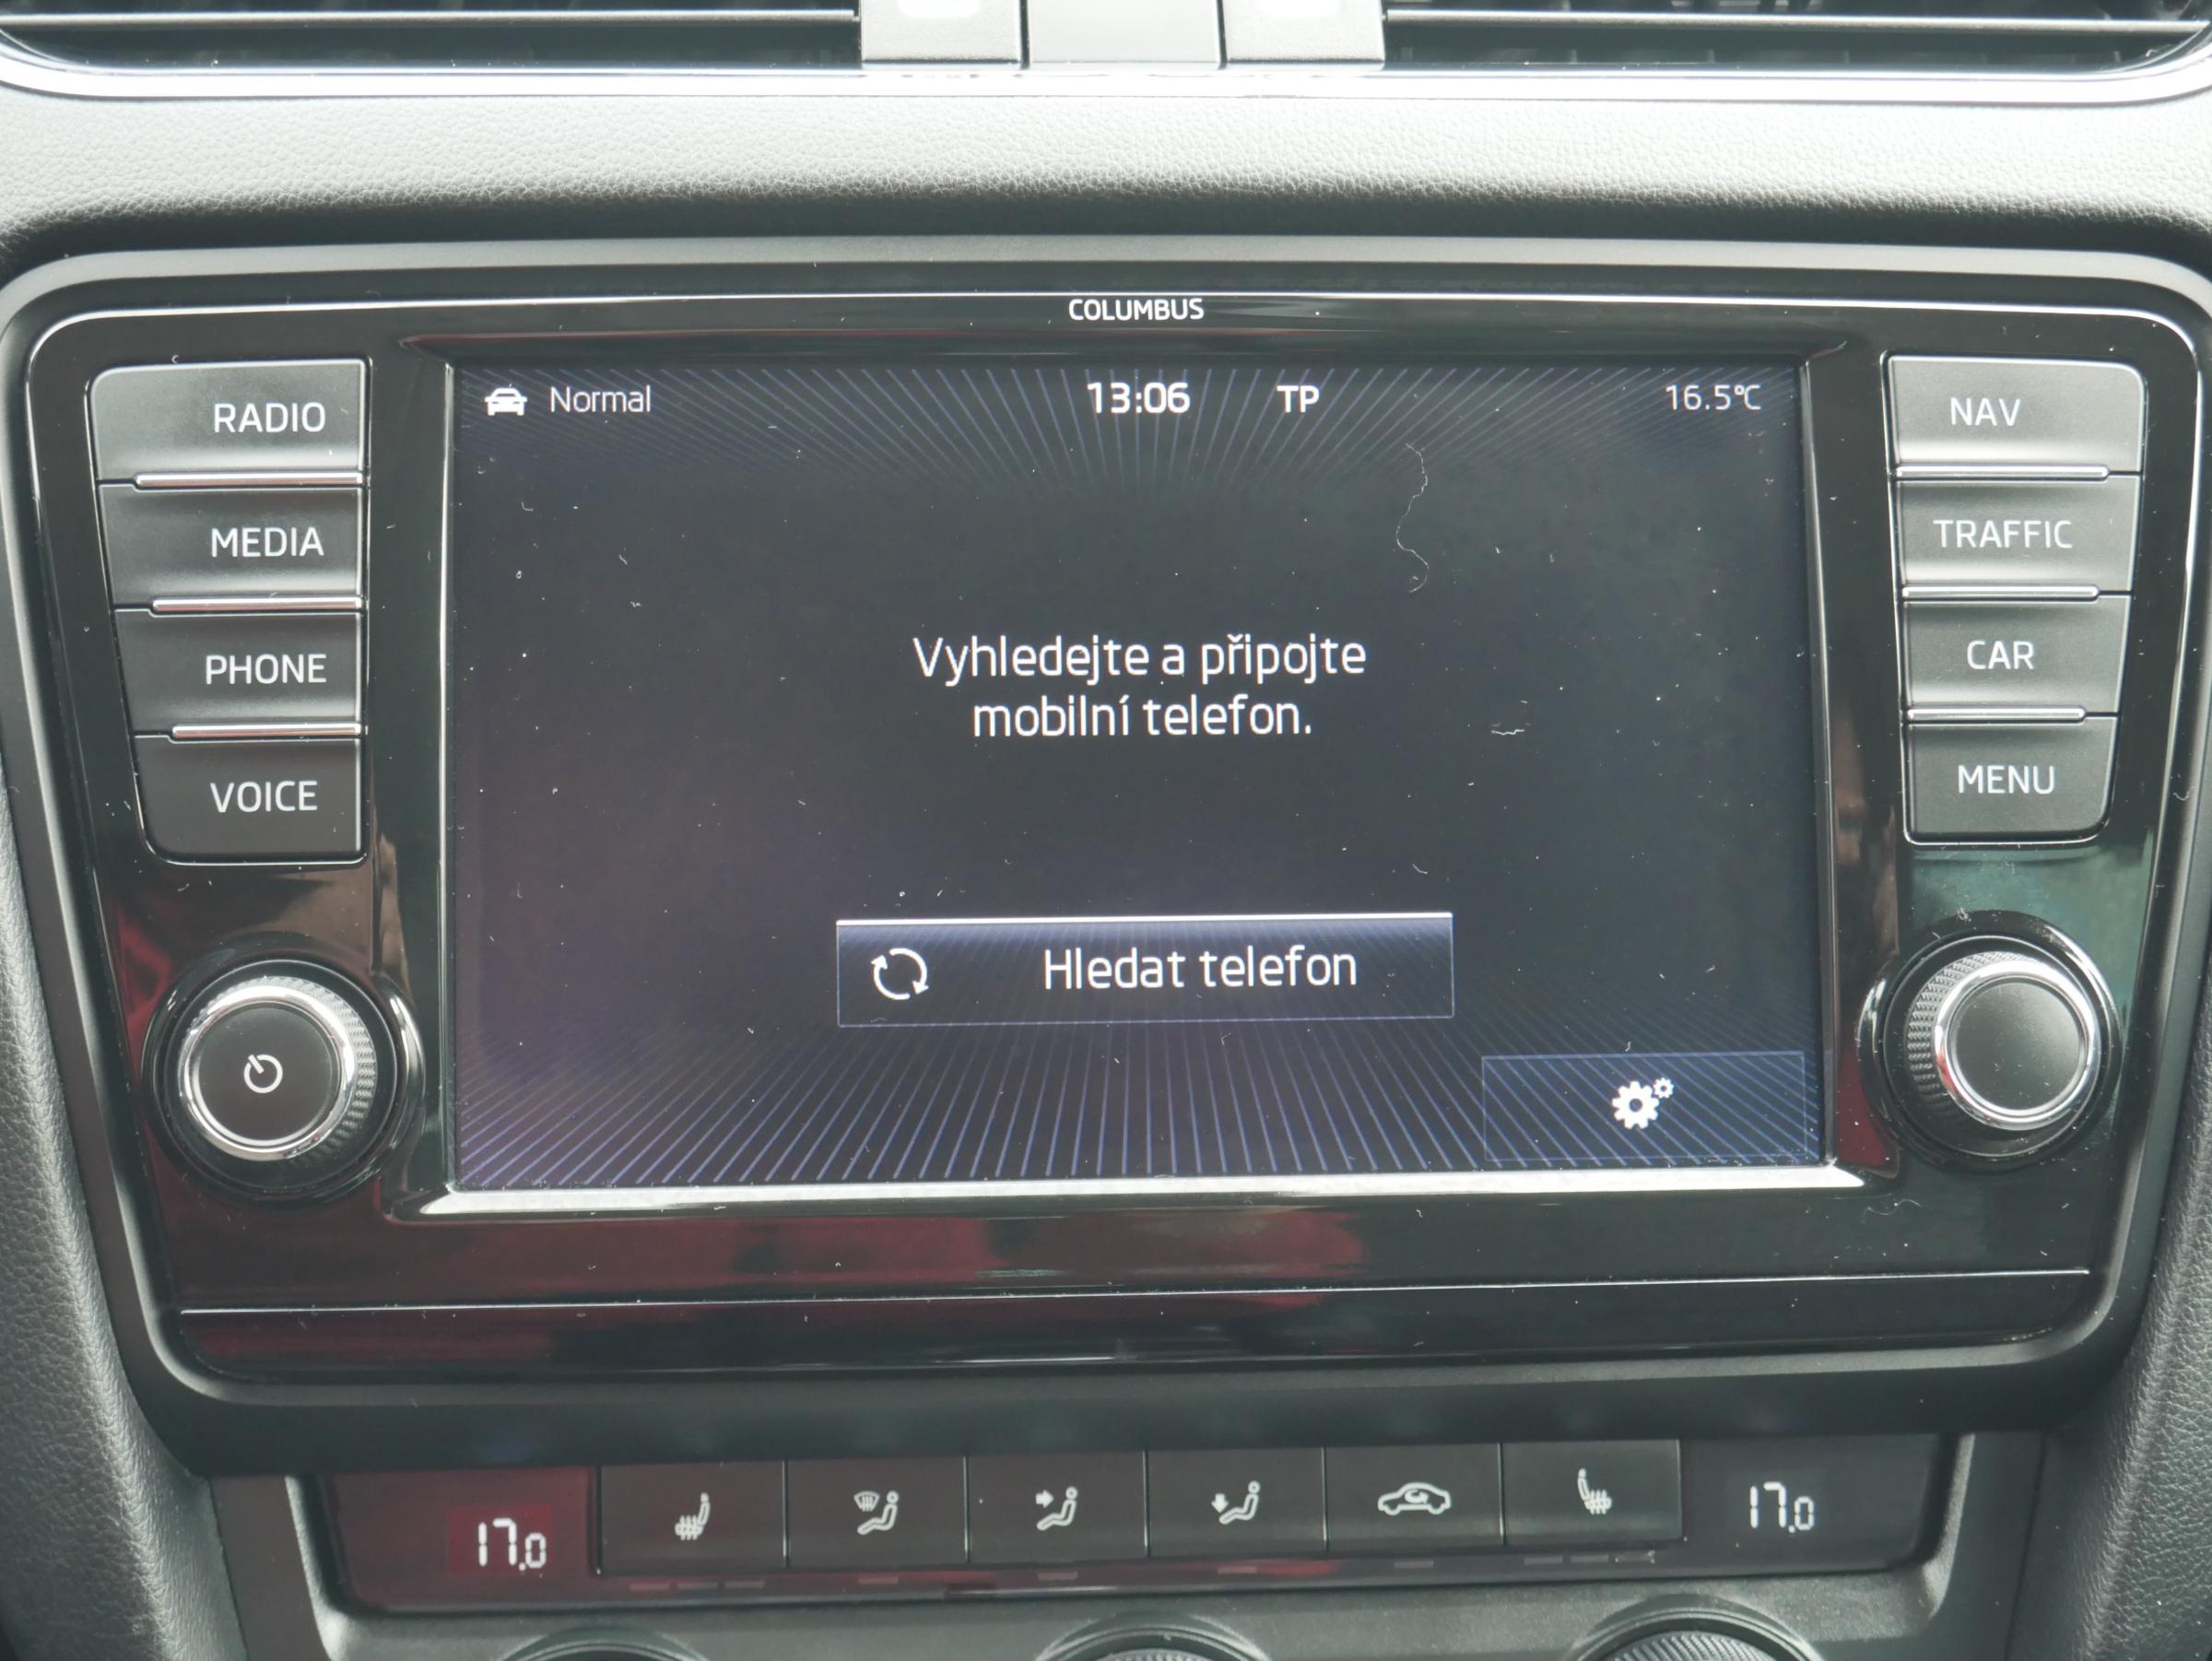 COLUMBUS
RADIO
MEDIA
PHONE
VOICE
Normal 13:06 TP 16.5°C
Vyhledejte a připojte
mobilní telefon.
Hledat telefon
NAV
TRAFFIC
CAR
MENU
17.0
17.0